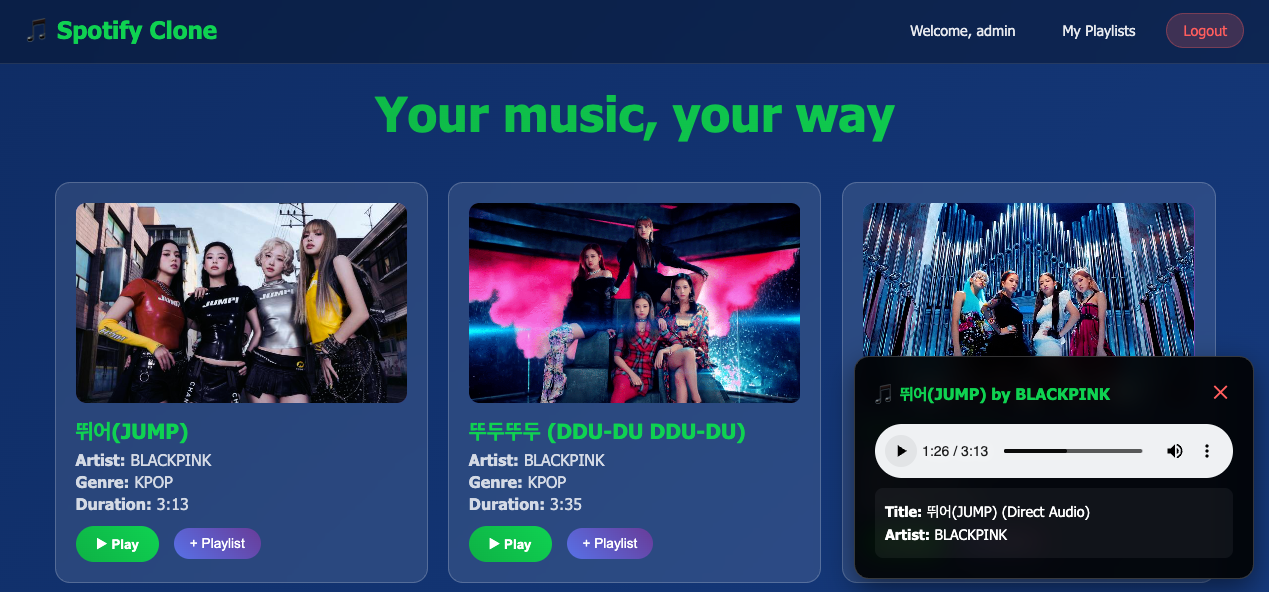 🎵 Spotify Clone
Welcome, admin
My Playlists
Logout
Your music, your way
JUMP!
JUMP!
JUMP!
뛰어(JUMP)
Artist: BLACKPINK
Genre: KPOP
Duration: 3:13
▶ Play
+ Playlist
뚜두뚜두 (DDU-DU DDU-DU)
Artist: BLACKPINK
Genre: KPOP
Duration: 3:35
▶ Play
+ Playlist
🎵 뛰어(JUMP) by BLACKPINK
1:26 / 3:13
Title: 뛰어(JUMP) (Direct Audio)
Artist: BLACKPINK